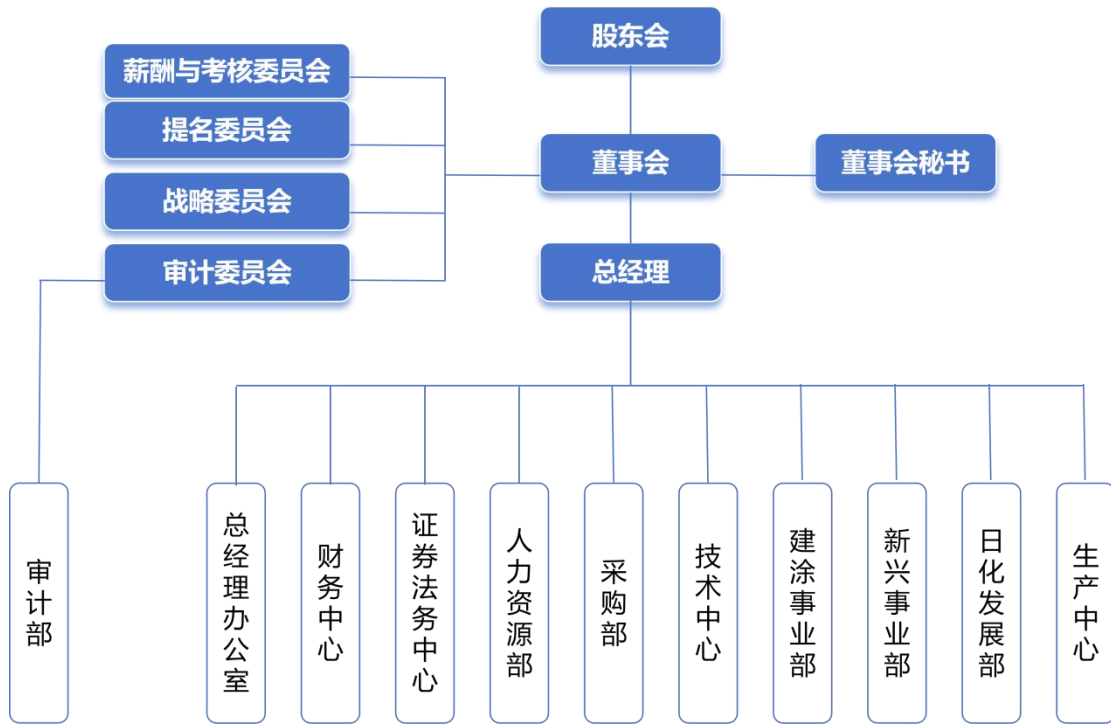 股东会
薪酬与考核委员会
提名委员会
董事会
董事会秘书
战略委员会
审计委员会
总经理
审计部
总经理办公室
财务中心
证券法务中心
人力资源部
采购部
技术中心
建涂事业部
新兴事业部
日化发展部
生产中心